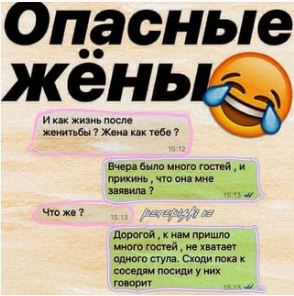 Опасные
жёны
И как жизнь после
женитьбы ? Жена как тебе ?
15:12
Вчера было много гостей , и
прикинь , что она мне
заявила ?
15:13
Что же ?
15:13
Дорогой , к нам пришло
много гостей , не хватает
одного стула. Сходи пока к
соседям посиди у них
говорит
15:13